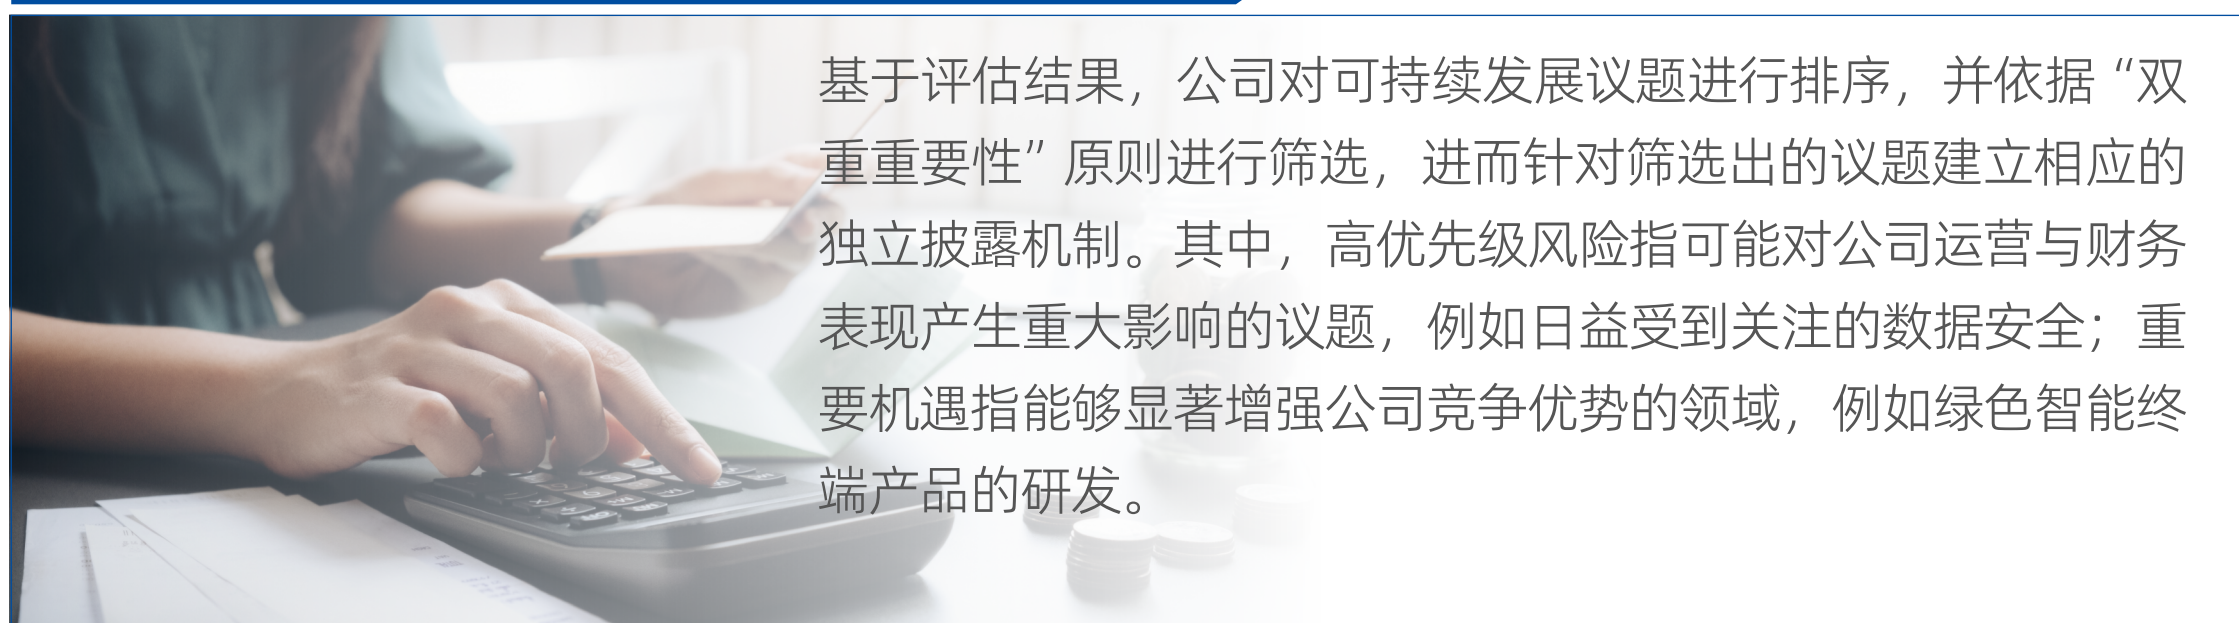 基于评估结果，公司对可持续发展议题进行排序，并依据“双
重重要性”原则进行筛选，进而针对筛选出的议题建立相应的
独立披露机制。其中，高优先级风险指可能对公司运营与财务
表现产生重大影响的议题，例如日益受到关注的数据安全；重
要机遇指能够显著增强公司竞争优势的领域，例如绿色智能终
端产品的研发。